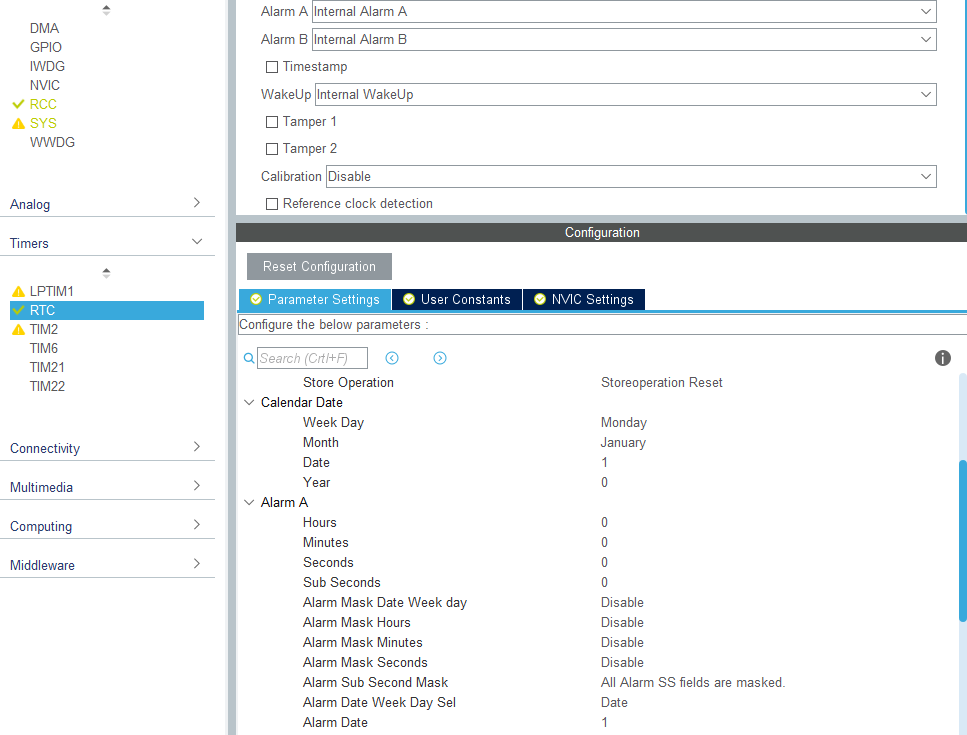 DMA
GPIO
IWDG
NVIC
RCC
SYS
WWDG
Analog
Timers
LPTIM1
RTC
TIM2
TIM6
TIM21
TIM22
Connectivity
Multimedia
Computing
Middleware
Alarm A Internal Alarm A
Alarm B Internal Alarm B
Timestamp
WakeUp Internal WakeUp
Tamper 1
Tamper 2
Calibration Disable
Reference clock detection
Configuration
Reset Configuration
Parameter Settings User Constants NVIC Settings
Configure the below parameters :
Search (Crtl+F)
Store Operation Storeoperation Reset
Calendar Date
Week Day Monday
Month January
Date 1
Year 0
Alarm A
Hours 0
Minutes 0
Seconds 0
Sub Seconds 0
Alarm Mask Date Week day Disable
Alarm Mask Hours Disable
Alarm Mask Minutes Disable
Alarm Mask Seconds Disable
Alarm Sub Second Mask All Alarm SS fields are masked.
Alarm Date Week Day Sel Date
Alarm Date 1